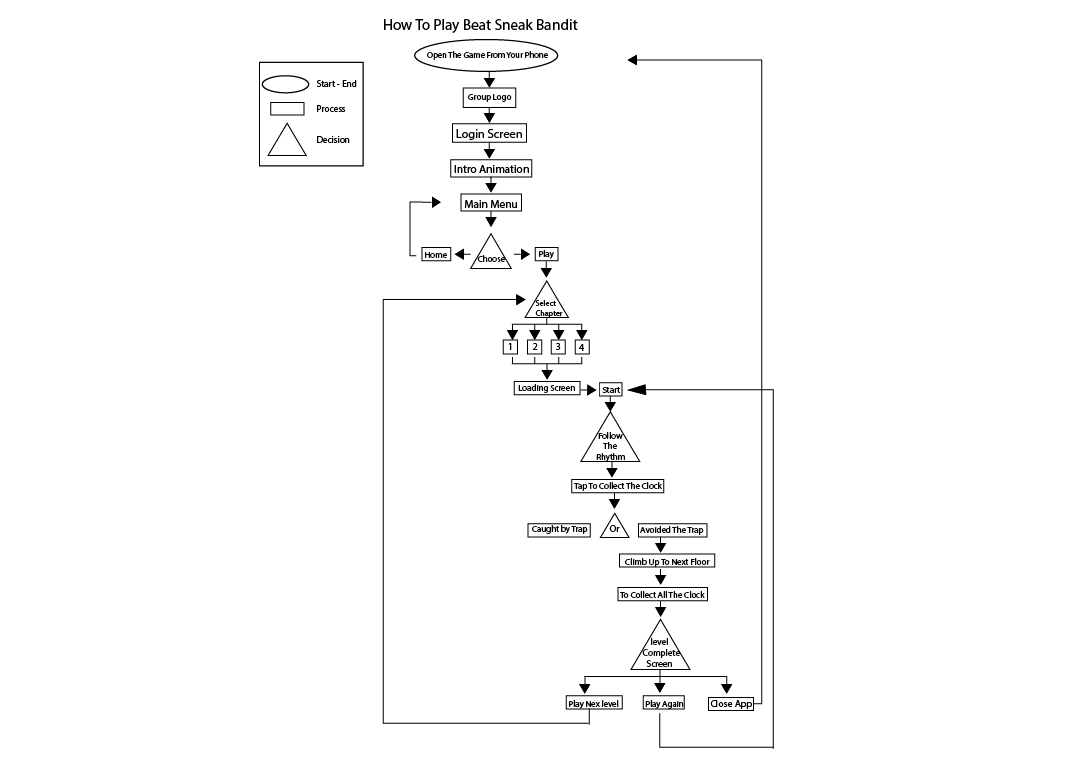 How To Play Beat Sneak Bandit
Open The Game From Your Phone
Start - End
Process
Decision
Group Logo
Login Screen
Intro Animation
Main Menu
Home
Choose
Play
Select
Chapter
1
2
3
4
Loading Screen
Start
Follow
The
Rhythm
Tap To Collect The Clock
Caught by Trap
Or
Avoided The Trap
Climb Up To Next Floor
To Collect All The Clock
level
Complete
Screen
Play Nex level
Play Again
Close App